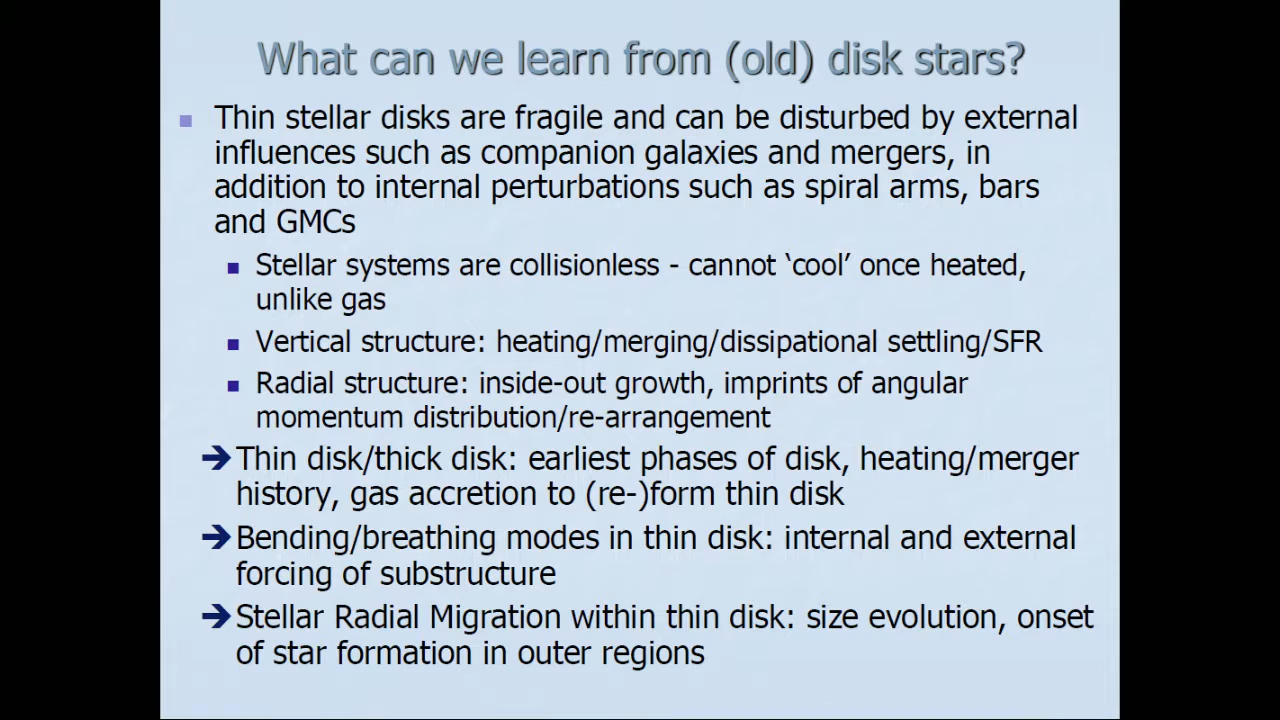 What can we learn from (old) disk stars?
Thin stellar disks are fragile and can be disturbed by external
influences such as companion galaxies and mergers, in
addition to internal perturbations such as spiral arms, bars
and GMCs
Stellar systems are collisionless - cannot ‘cool’ once heated,
unlike gas
Vertical structure: heating/merging/dissipational settling/SFR
Radial structure: inside-out growth, imprints of angular
momentum distribution/re-arrangement
Thin disk/thick disk: earliest phases of disk, heating/merger
history, gas accretion to (re-)form thin disk
Bending/breathing modes in thin disk: internal and external
forcing of substructure
Stellar Radial Migration within thin disk: size evolution, onset
of star formation in outer regions